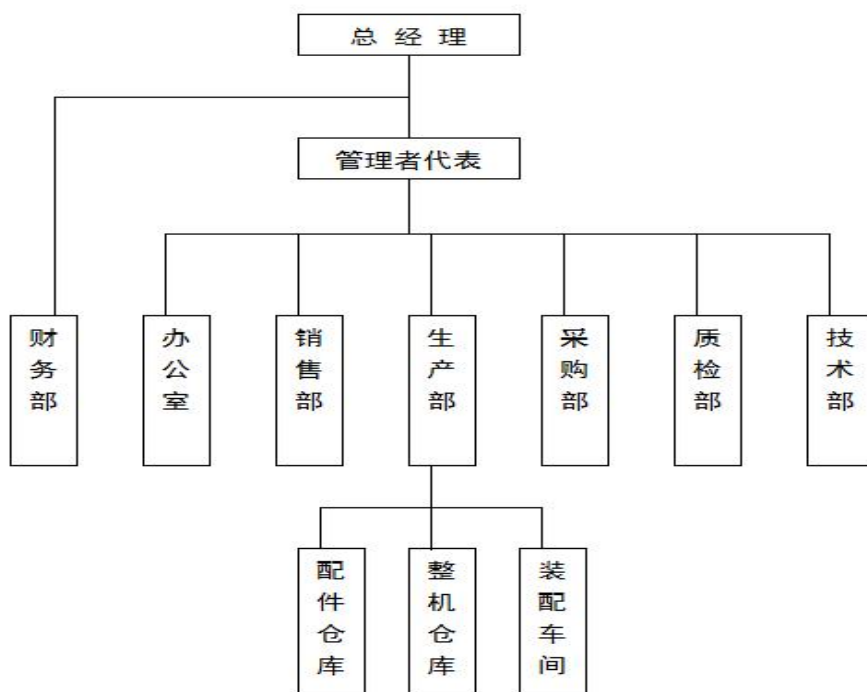 总经理
管理者代表
财务部
办公室
销售部
生产部
采购部
质检部
技术部
配件仓库
整机仓库
装配车间